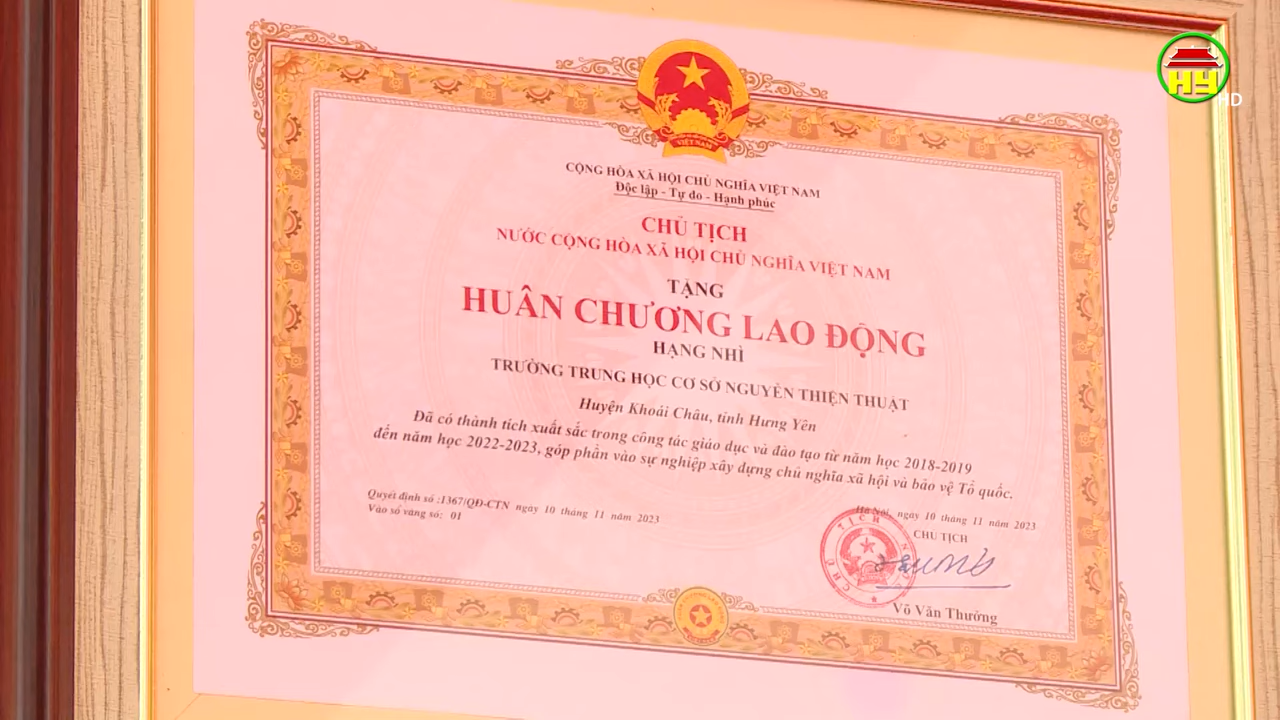 HY
HD
VIỆT NAM
CỘNG HÒA XÃ HỘI CHỦ NGHĨA VIỆT NAM
Độc lập - Tự do - Hạnh phúc
CHỦ TỊCH
NƯỚC CỘNG HÒA XÃ HỘI CHỦ NGHĨA VIỆT NAM
TẶNG
HUÂN CHƯƠNG LAO ĐỘNG
HẠNG NHÌ
TRƯỜNG TRUNG HỌC CƠ SỞ NGUYỄN THIỆN THUẬT
Huyện Khoái Châu, tỉnh Hưng Yên
Đã có thành tích xuất sắc trong công tác giáo dục và đào tạo từ năm học 2018-2019
đến năm học 2022-2023, góp phần vào sự nghiệp xây dựng chủ nghĩa xã hội và bảo vệ Tổ quốc.
Quyết định số :1367/QĐ-CTN ngày 10 tháng 11 năm 2023
Vào sổ vàng số: 01
Hà Nội, ngày 10 tháng 11 năm 2023
CHỦ TỊCH
Võ Văn Thưởng